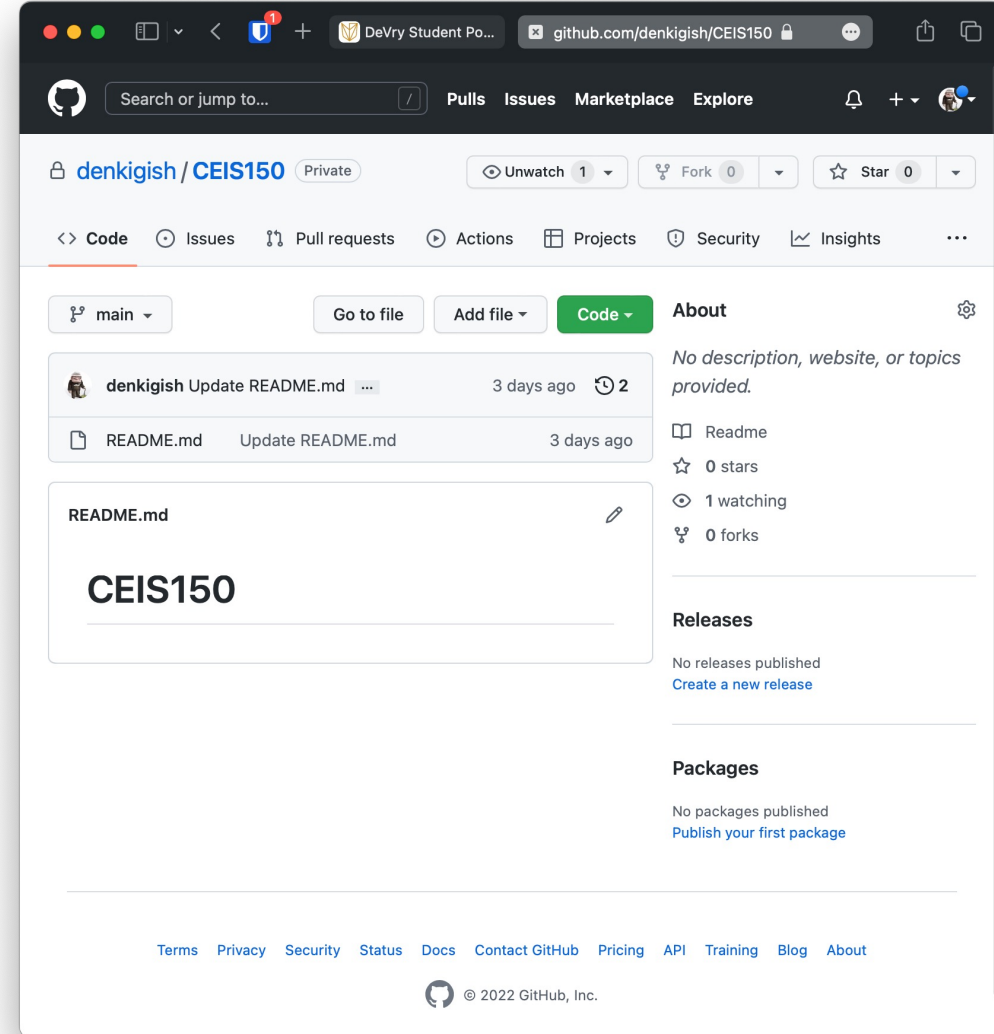 1
DeVry Student Po...
github.com/denkigish/CEIS150
Search or jump to... /
Pulls Issues Marketplace Explore
denkigish / CEIS150 Private
Unwatch 1
Fork 0
Star 0
<> Code Issues Pull requests Actions Projects Security Insights ...
main
Go to file
Add file
Code
denkigish Update README.md ... 3 days ago 2
README.md Update README.md 3 days ago
README.md
CEIS150
About
No description, website, or topics
provided.
Readme
0 stars
1 watching
0 forks
Releases
No releases published
Create a new release
Packages
No packages published
Publish your first package
Terms Privacy Security Status Docs Contact GitHub Pricing API Training Blog About
© 2022 GitHub, Inc.